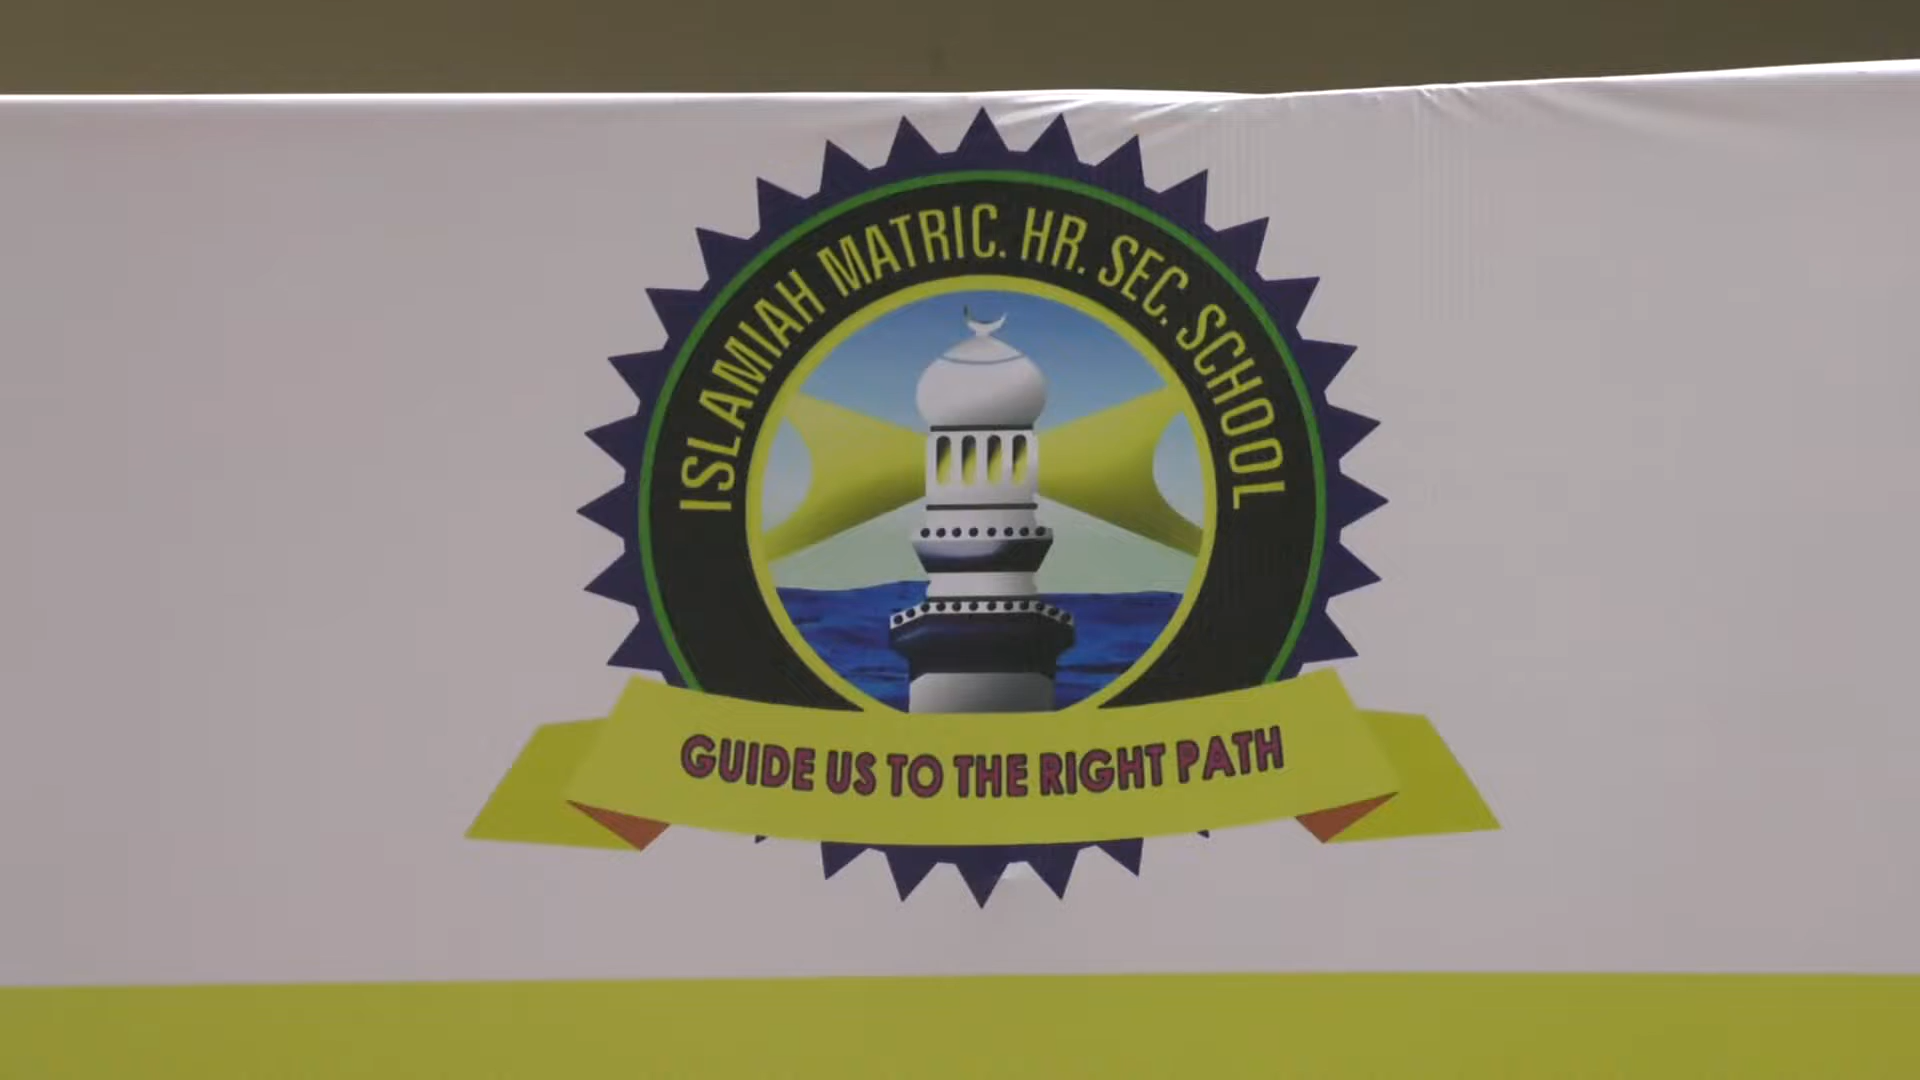 ISLAMIAH MATRIC. HR. SEC. SCHOOL
GUIDE US TO THE RIGHT PATH